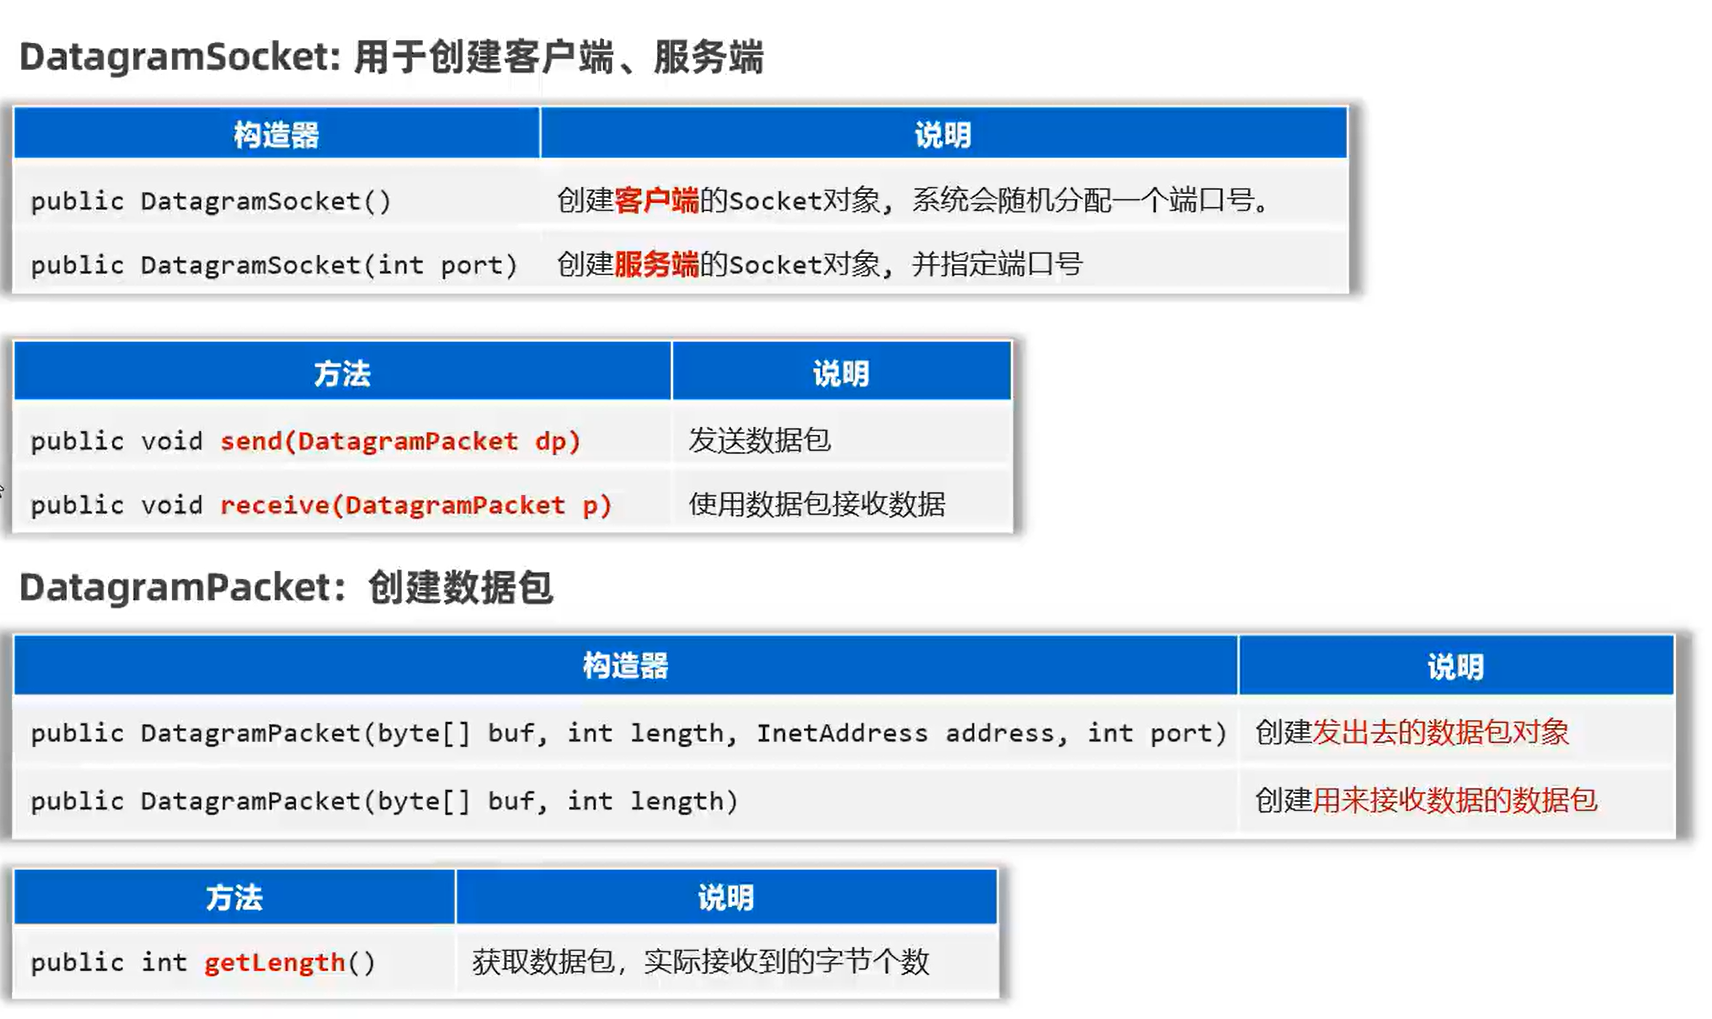 DatagramSocket: 用于创建客户端、服务端
构造器 说明
public DatagramSocket() 创建客户端的Socket对象, 系统会随机分配一个端口号。
public DatagramSocket(int port) 创建服务端的Socket对象, 并指定端口号
方法 说明
public void send(DatagramPacket dp) 发送数据包
public void receive(DatagramPacket p) 使用数据包接收数据
DatagramPacket：创建数据包
构造器 说明
public DatagramPacket(byte[] buf, int length, InetAddress address, int port) 创建发出去的数据包对象
public DatagramPacket(byte[] buf, int length) 创建用来接收数据的数据包
方法 说明
public int getLength() 获取数据包，实际接收到的字节个数